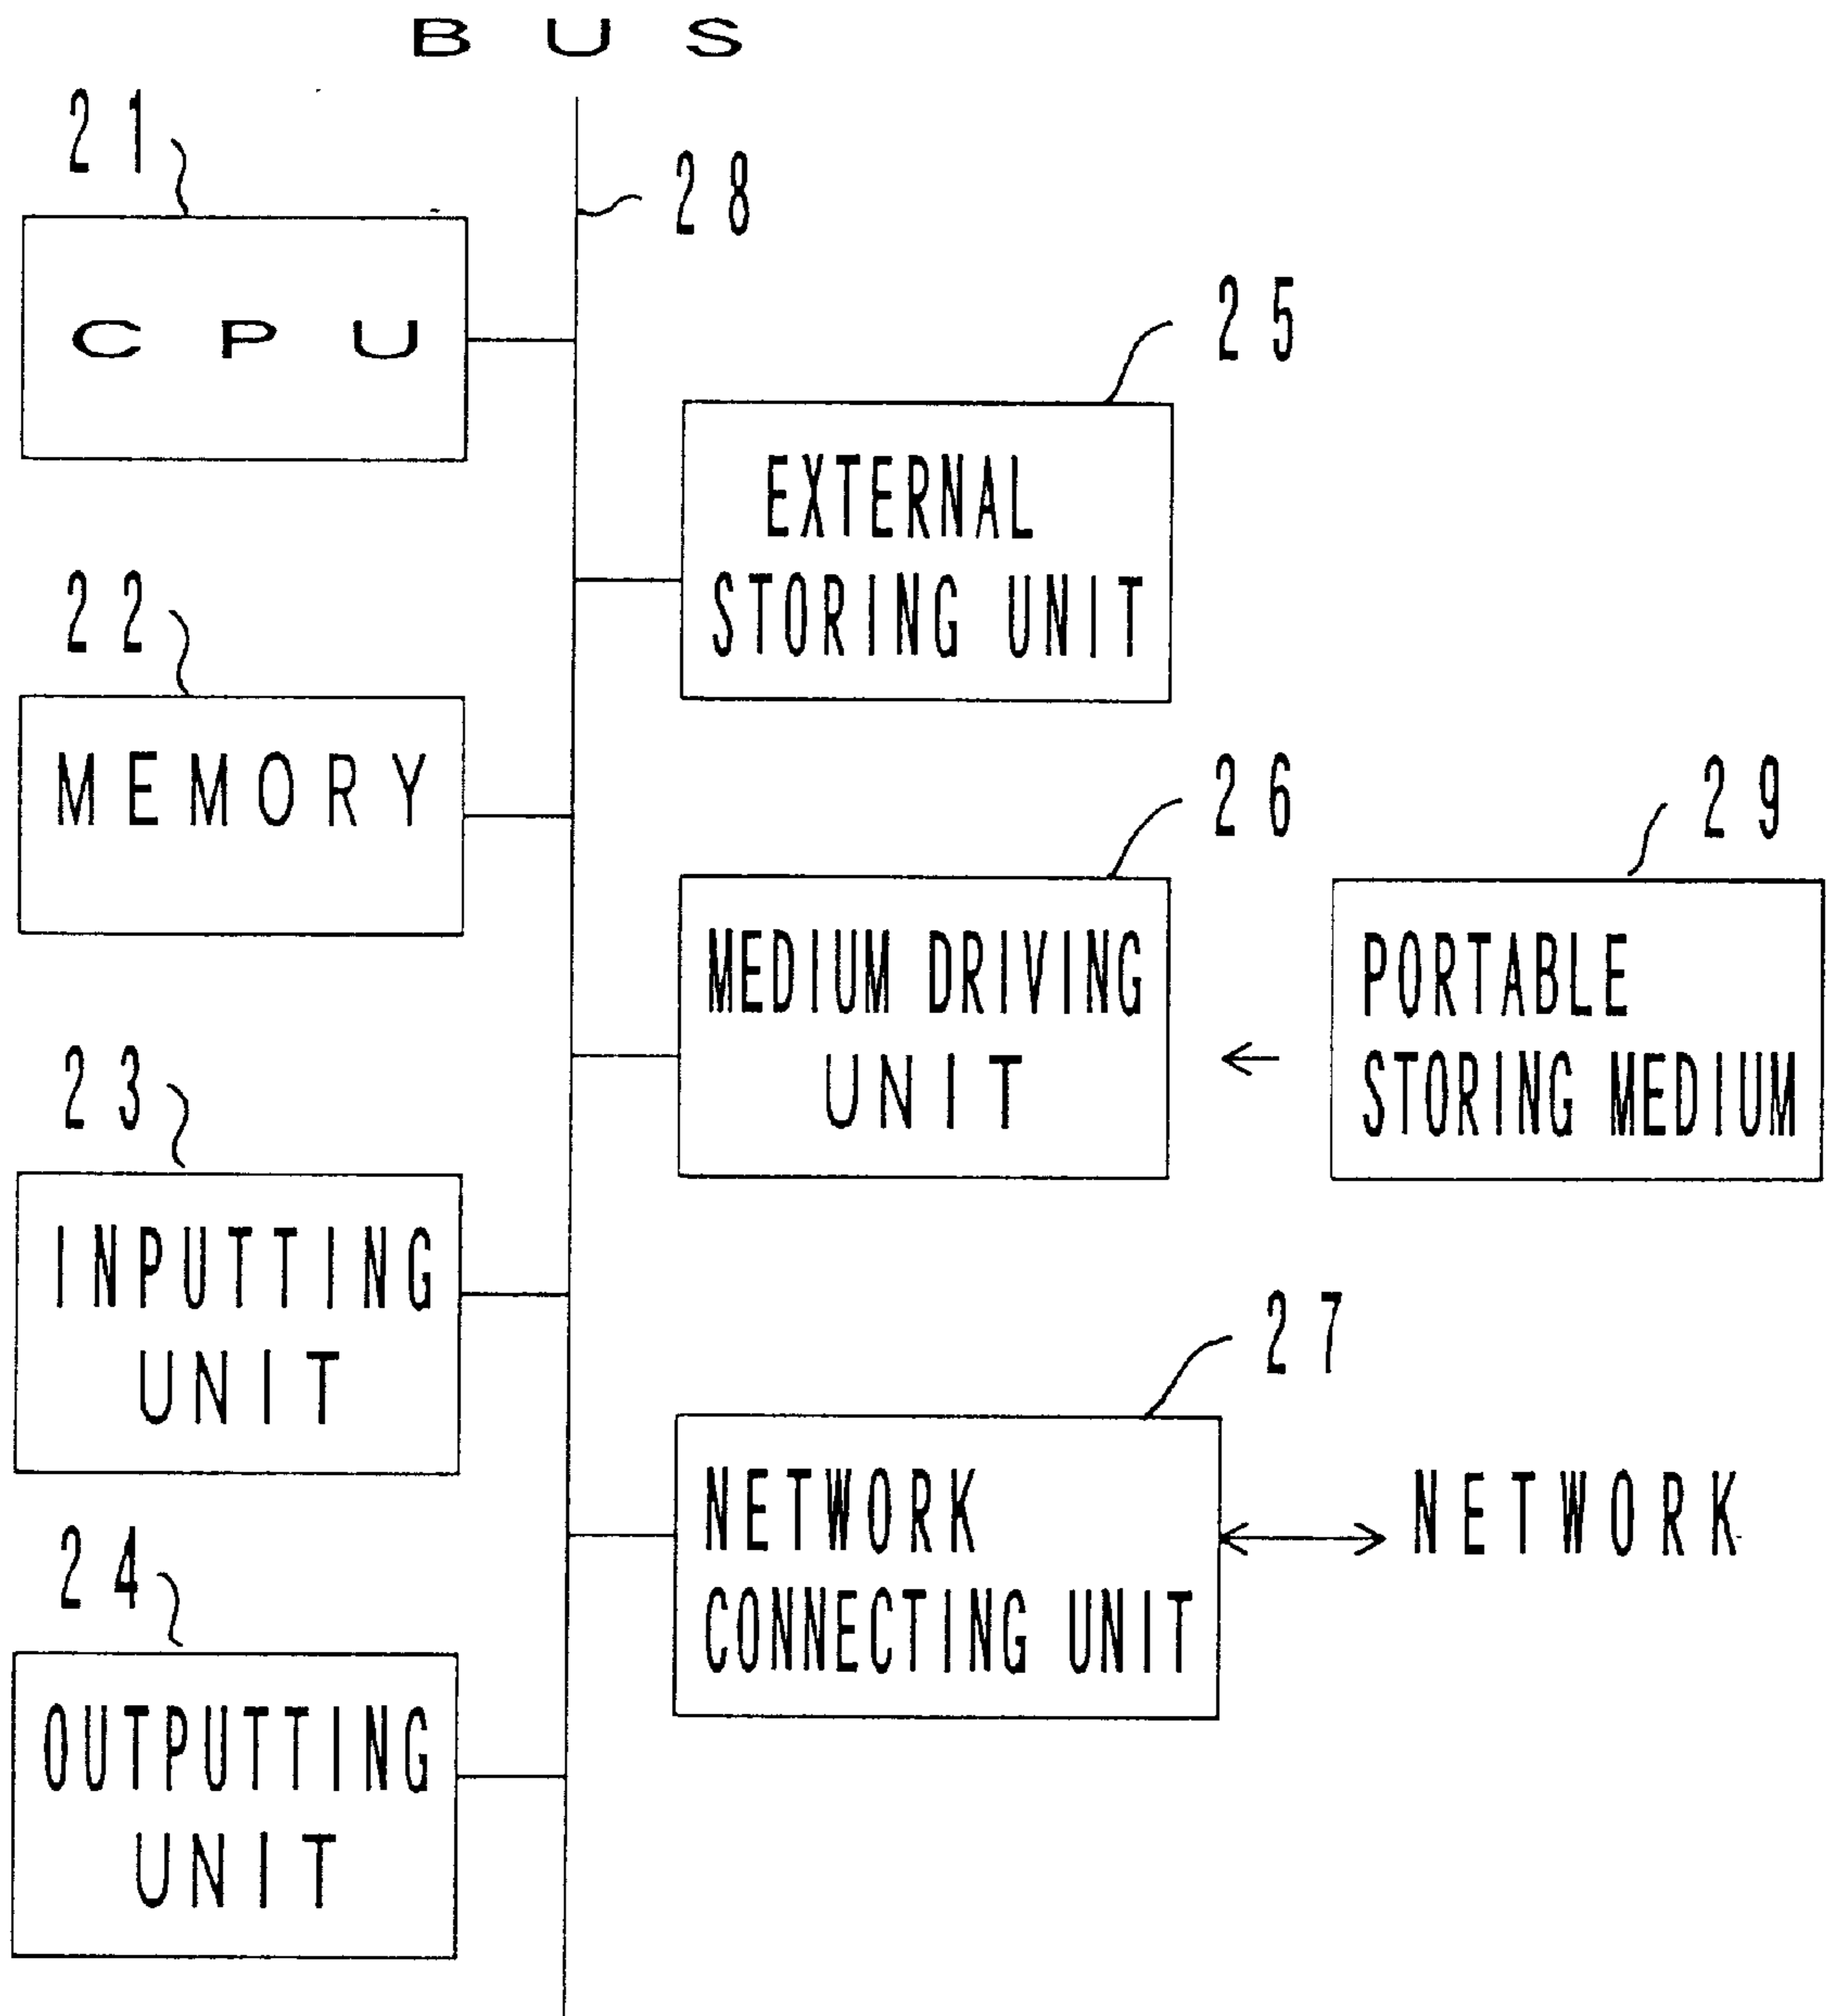 BUS
21
28
CPU
25
EXTERNAL
STORING UNIT
22
MEMORY
26
29
MEDIUM DRIVING
UNIT
PORTABLE
STORING MEDIUM
23
INPUTTING
UNIT
27
NETWORK
CONNECTING UNIT
NETWORK
24
OUTPUTTING
UNIT